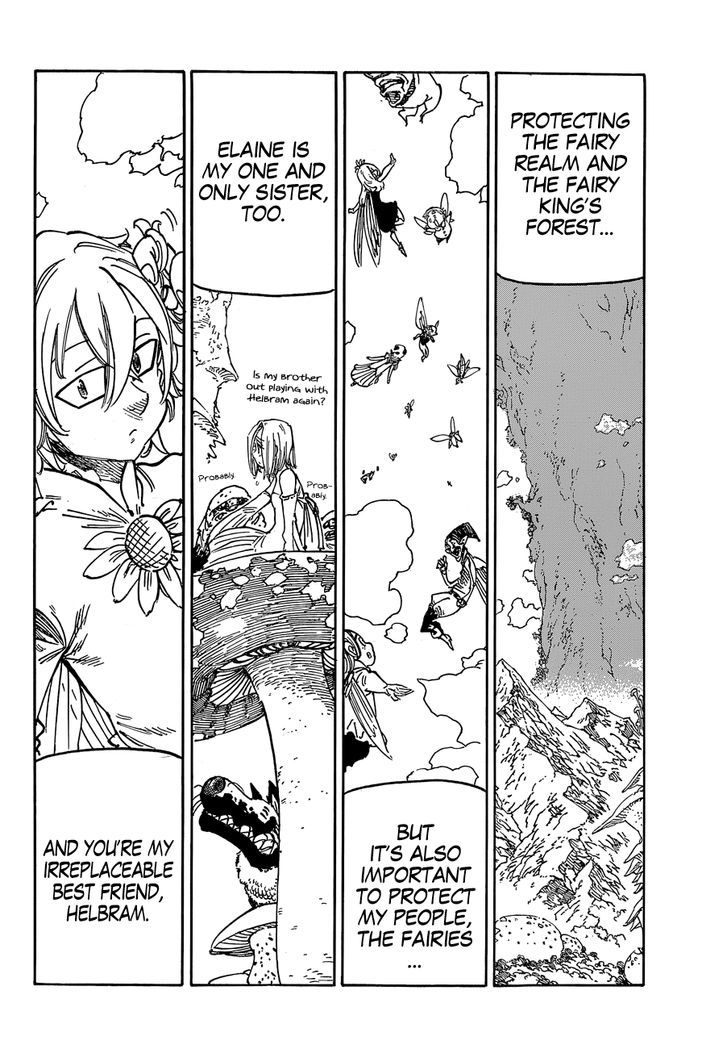 PROTECTING
THE FAIRY
REALM AND
THE FAIRY
KING'S
FOREST...
BUT
IT'S ALSO
IMPORTANT
TO PROTECT
MY PEOPLE,
THE FAIRIES
...
ELAINE IS
MY ONE AND
ONLY SISTER,
TOO.
Is my brother
out playing with
Helbram again?
Prob-
ably.
Probably.
AND YOU'RE MY
IRREPLACEABLE
BEST FRIEND,
HELBRAM.